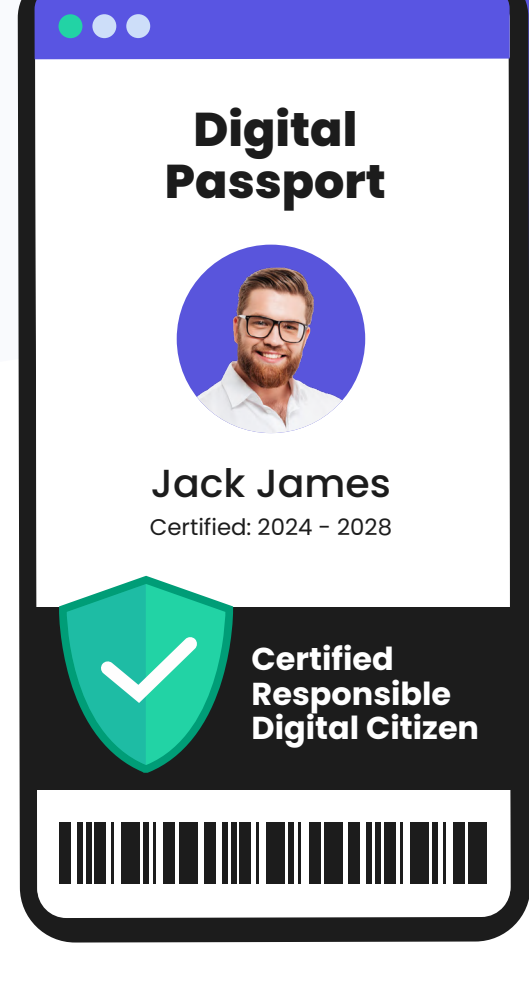 Digital
Passport
Jack James
Certified: 2024 - 2028
Certified
Responsible
Digital Citizen